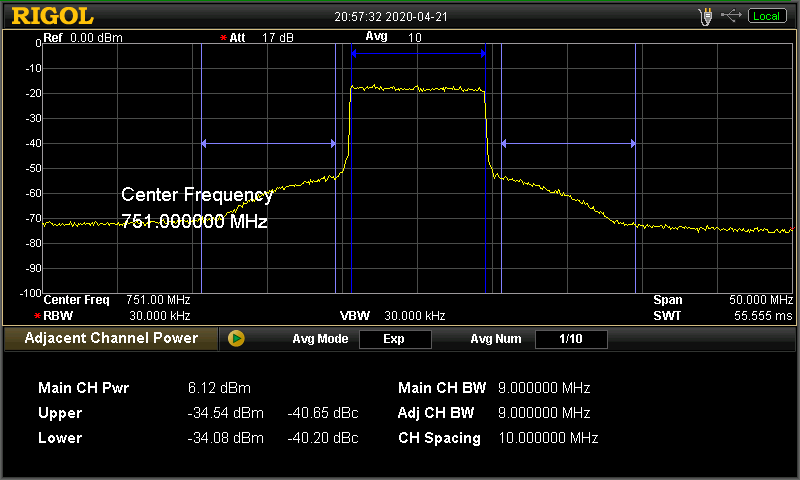 RIGOL 20:57:32 2020-04-21 Local
Ref 0.00 dBm * Att 17 dB Avg 10
0
-10
-20
-30
-40
-50
-60
-70
-80
-90
-100
Center Frequency
751.000000 MHz
Center Freq 751.00 MHz Span 50.000 MHz
* RBW 30.000 kHz VBW 30.000 kHz SWT 55.555 ms
Adjacent Channel Power Avg Mode Exp Avg Num 1/10
Main CH Pwr 6.12 dBm Main CH BW 9.000000 MHz
Upper -34.54 dBm -40.65 dBc Adj CH BW 9.000000 MHz
Lower -34.08 dBm -40.20 dBc CH Spacing 10.000000 MHz